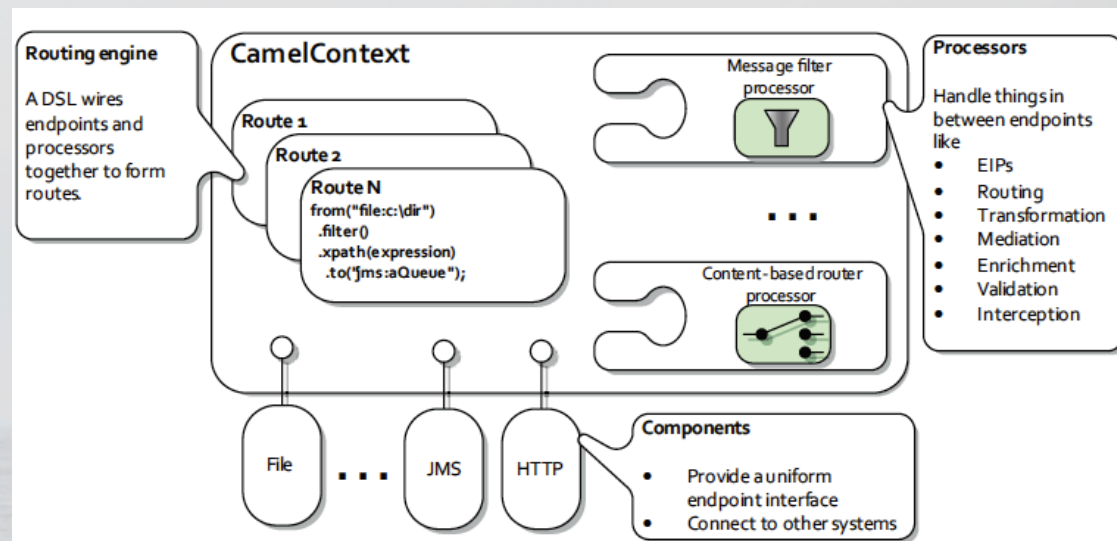 Routing engine
A DSL wires
endpoints and
processors
together to form
routes.
CamelContext
Route 1
Route 2
Route N
from("file:c:\dir")
.filter()
.xpath(expression)
.to("jms:aQueue");
Message filter
processor
...
Content-based router
processor
Processors
Handle things in
between endpoints
like
• EIPs
• Routing
• Transformation
• Mediation
• Enrichment
• Validation
• Interception
File
...
JMS
HTTP
Components
• Provide a uniform
endpoint interface
• Connect to other systems